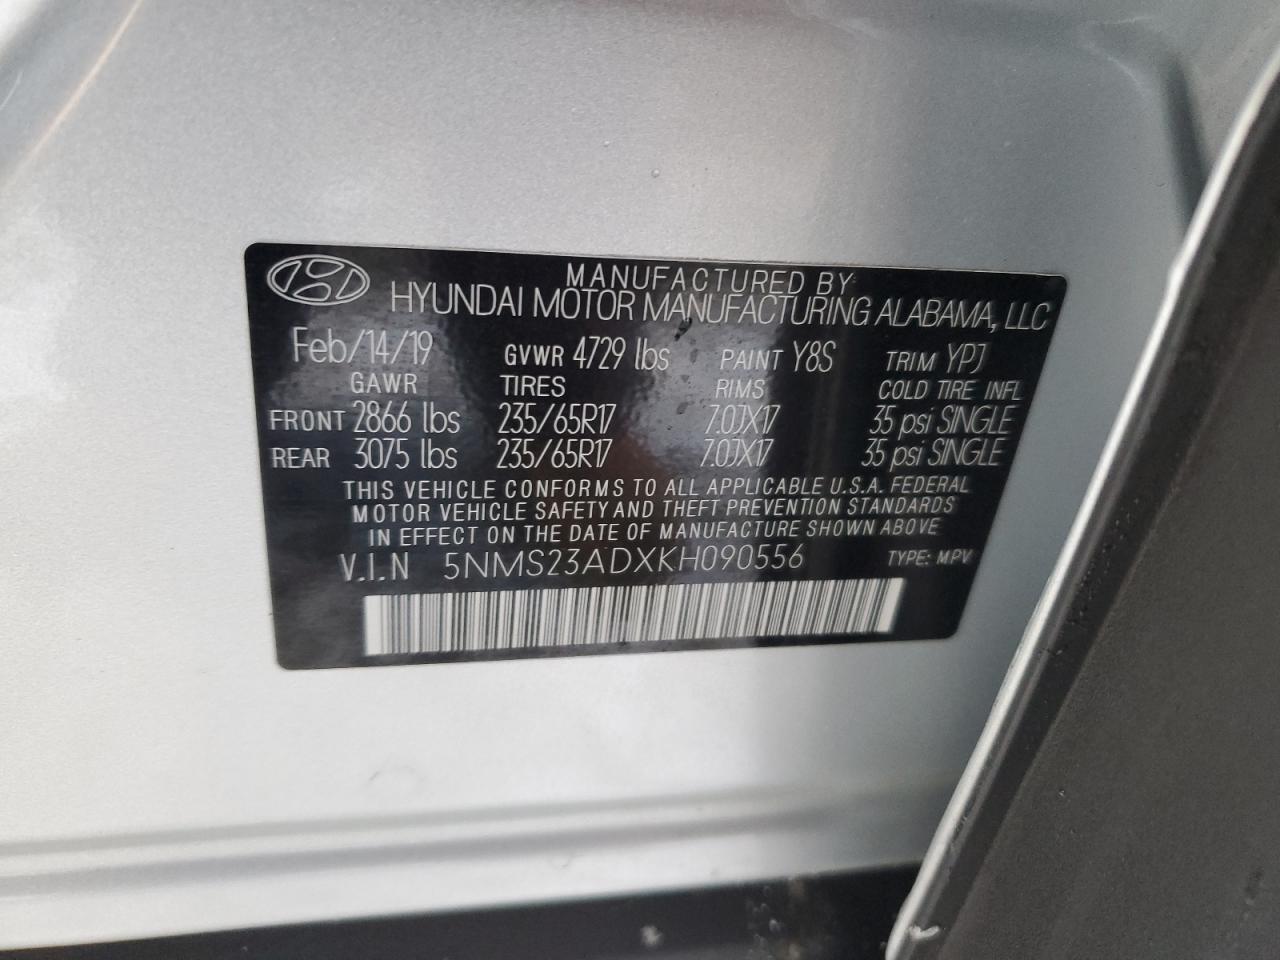 MANUFACTURED BY:
HYUNDAI MOTOR MANUFACTURING ALABAMA, LLC
Feb/14/19 GVWR 4729 lbs PAINT Y8S TRIM YPJ
GAWR TIRES RIMS COLD TIRE INFL
FRONT 2866 lbs 235/65R17 7.0JX17 35 psi SINGLE
REAR 3075 lbs 235/65R17 7.0JX17 35 psi SINGLE
THIS VEHICLE CONFORMS TO ALL APPLICABLE U.S.A. FEDERAL
MOTOR VEHICLE SAFETY AND THEFT PREVENTION STANDARDS
IN EFFECT ON THE DATE OF MANUFACTURE SHOWN ABOVE
V.I.N 5NMS23ADXKH090556 TYPE: MPV